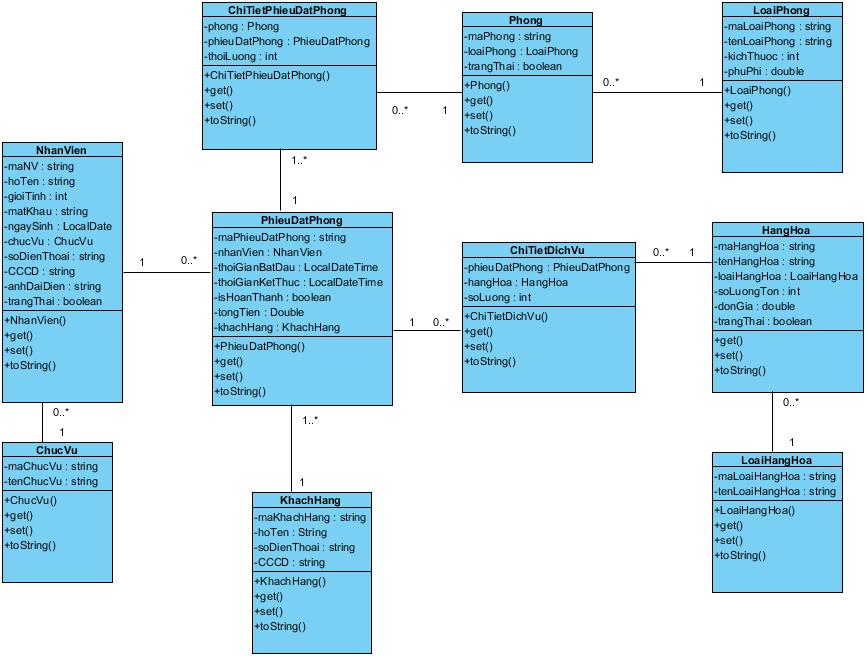 ChiTietPhieuDatPhong
-phong : Phong
-phieuDatPhong : PhieuDatPhong
-thoiLuong : int
+ChiTietPhieuDatPhong()
+get()
+set()
+toString()
Phong
-maPhong : string
-loaiPhong : LoaiPhong
-trangThai : boolean
+Phong()
+get()
+set()
+toString()
LoaiPhong
-maLoaiPhong : string
-tenLoaiPhong : string
-kichThuoc : int
-phuPhi : double
+LoaiPhong()
+get()
+set()
+toString()
0..*
1
0..*
1
1..*
1
NhanVien
-maNV : string
-hoTen : string
-gioiTinh : int
-matKhau : string
-ngaySinh : LocalDate
-chucVu : ChucVu
-soDienThoai : string
-CCCD : string
-anhDaiDien : string
-trangThai : boolean
+NhanVien()
+get()
+set()
+toString()
1
0..*
PhieuDatPhong
-maPhieuDatPhong : string
-nhanVien : NhanVien
-thoiGianBatDau : LocalDateTime
-thoiGianKetThuc : LocalDateTime
-isHoanThanh : boolean
-tongTien : Double
-khachHang : KhachHang
+PhieuDatPhong()
+get()
+set()
+toString()
1
0..*
ChiTietDichVu
-phieuDatPhong : PhieuDatPhong
-hangHoa : HangHoa
-soLuong : int
+ChiTietDichVu()
+get()
+set()
+toString()
0..*
1
HangHoa
-maHangHoa : string
-tenHangHoa : string
-loaiHangHoa : LoaiHangHoa
-soLuongTon : int
-donGia : double
-trangThai : boolean
+get()
+set()
+toString()
0..*
1
ChucVu
-maChucVu : string
-tenChucVu : string
+ChucVu()
+get()
+set()
+toString()
1..*
1
KhachHang
-maKhachHang : string
-hoTen : String
-soDienThoai : string
-CCCD : string
+KhachHang()
+get()
+set()
+toString()
0..*
1
LoaiHangHoa
-maLoaiHangHoa : string
-tenLoaiHangHoa : string
+LoaiHangHoa()
+get()
+set()
+toString()